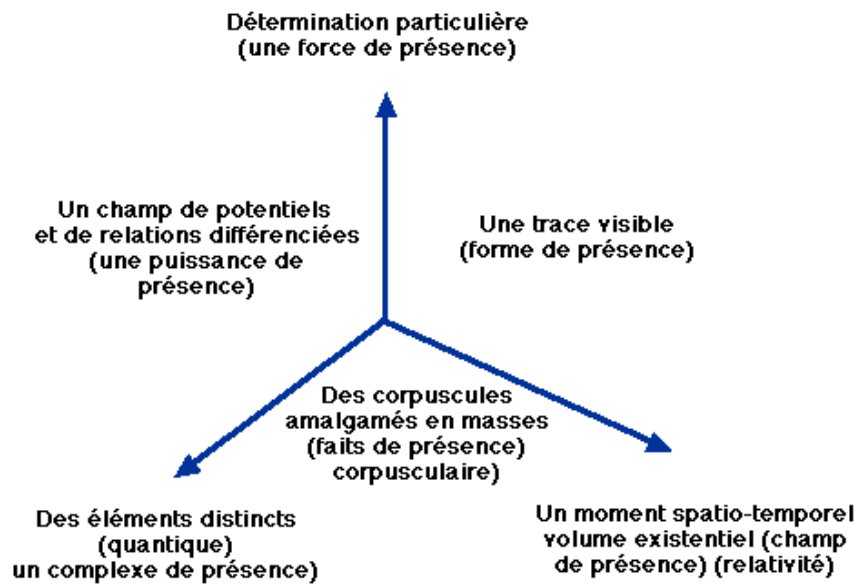 Détermination particulière
(une force de présence)
Un champ de potentiels
et de relations différenciées
(une puissance de
présence)
Une trace visible
(forme de présence)
Des corpuscules
amalgamés en masses
(faits de présence)
corpusculaire)
Des éléments distincts
(quantique)
un complexe de présence)
Un moment spatio-temporel
volume existentiel (champ
de présence) (relativité)